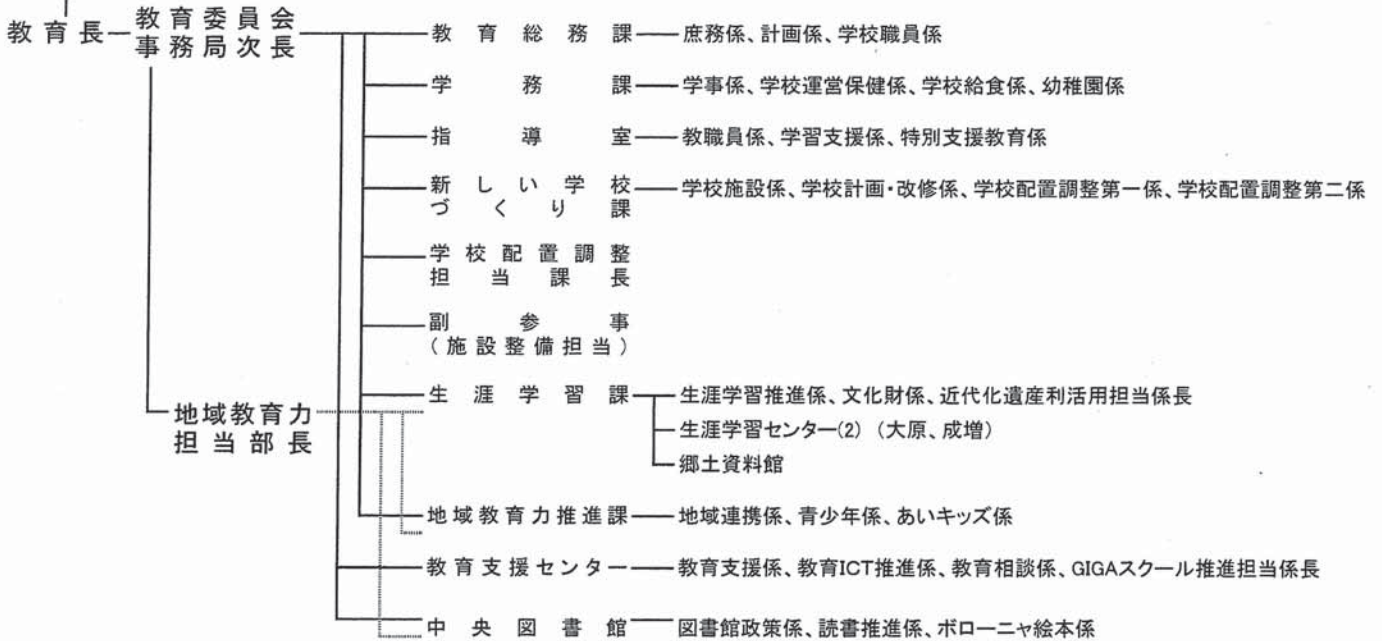 教育長
教育委員会
事務局次長
教育総務課
庶務係、計画係、学校職員係
学務課
学事係、学校運営保健係、学校給食係、幼稚園係
指導室
教職員係、学習支援係、特別支援教育係
新しい学校
づくり課
学校施設係、学校計画・改修係、学校配置調整第一係、学校配置調整第二係
学校配置調整
担当課長
副参事
(施設整備担当)
生涯学習課
生涯学習推進係、文化財係、近代化遺産利活用担当係長
生涯学習センター(2) (大原、成増)
郷土資料館
地域教育力
担当部長
地域教育力推進課
地域連携係、青少年係、あいキッズ係
教育支援センター
教育支援係、教育ICT推進係、教育相談係、GIGAスクール推進担当係長
中央図書館
図書館政策係、読書推進係、ボローニャ絵本係